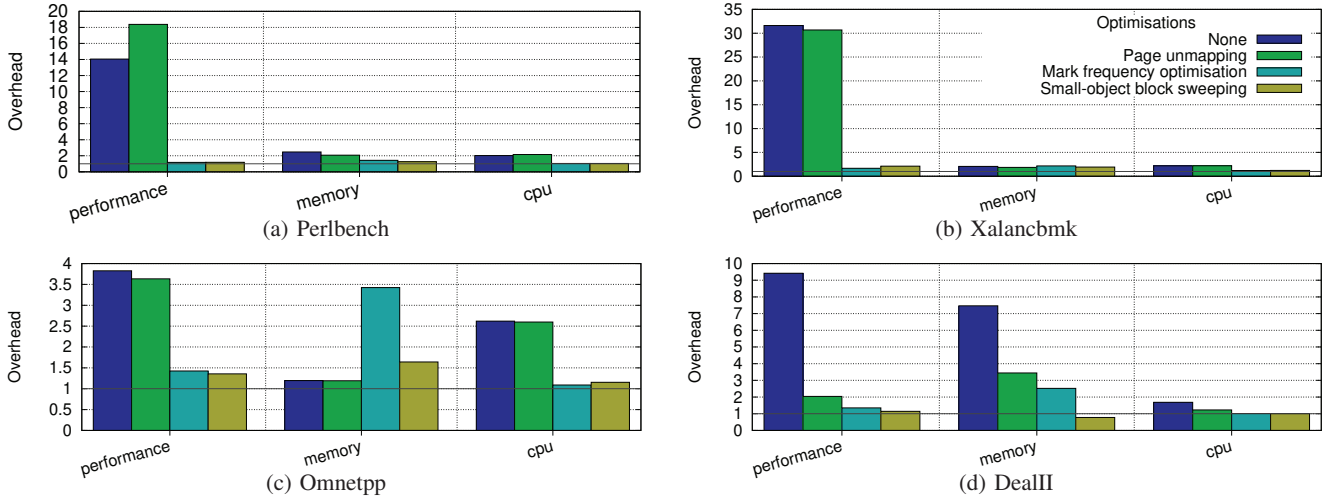 Overhead
20
18
16
14
12
10
8
6
4
2
0
performance
memory
cpu
(a) Perlbench
Overhead
35
30
25
20
15
10
5
0
Optimisations
None
Page unmapping
Mark frequency optimisation
Small-object block sweeping
performance
memory
cpu
(b) Xalancbmk
Overhead
4
3.5
3
2.5
2
1.5
1
0.5
0
performance
memory
cpu
(c) Omnetpp
Overhead
10
9
8
7
6
5
4
3
2
1
0
performance
memory
cpu
(d) DealII